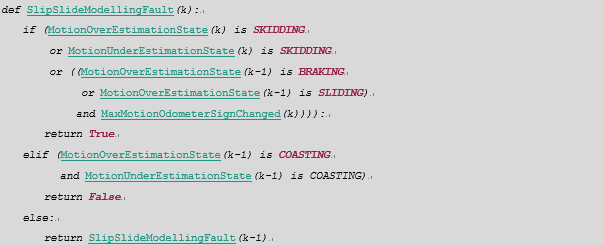 def SlipSlideModellingFault(k):
if (MotionOverEstimationState(k) is SKIDDING
or MotionUnderEstimationState(k) is SKIDDING
or ((MotionOverEstimationState(k-1) is BRAKING
or MotionOverEstimationState(k-1) is SLIDING)
and MaxMotionOdometerSignChanged(k)))):
return True
elif (MotionOverEstimationState(k-1) is COASTING
and MotionUnderEstimationState(k-1) is COASTING)
return False
else:
return SlipSlideModellingFault(k-1)